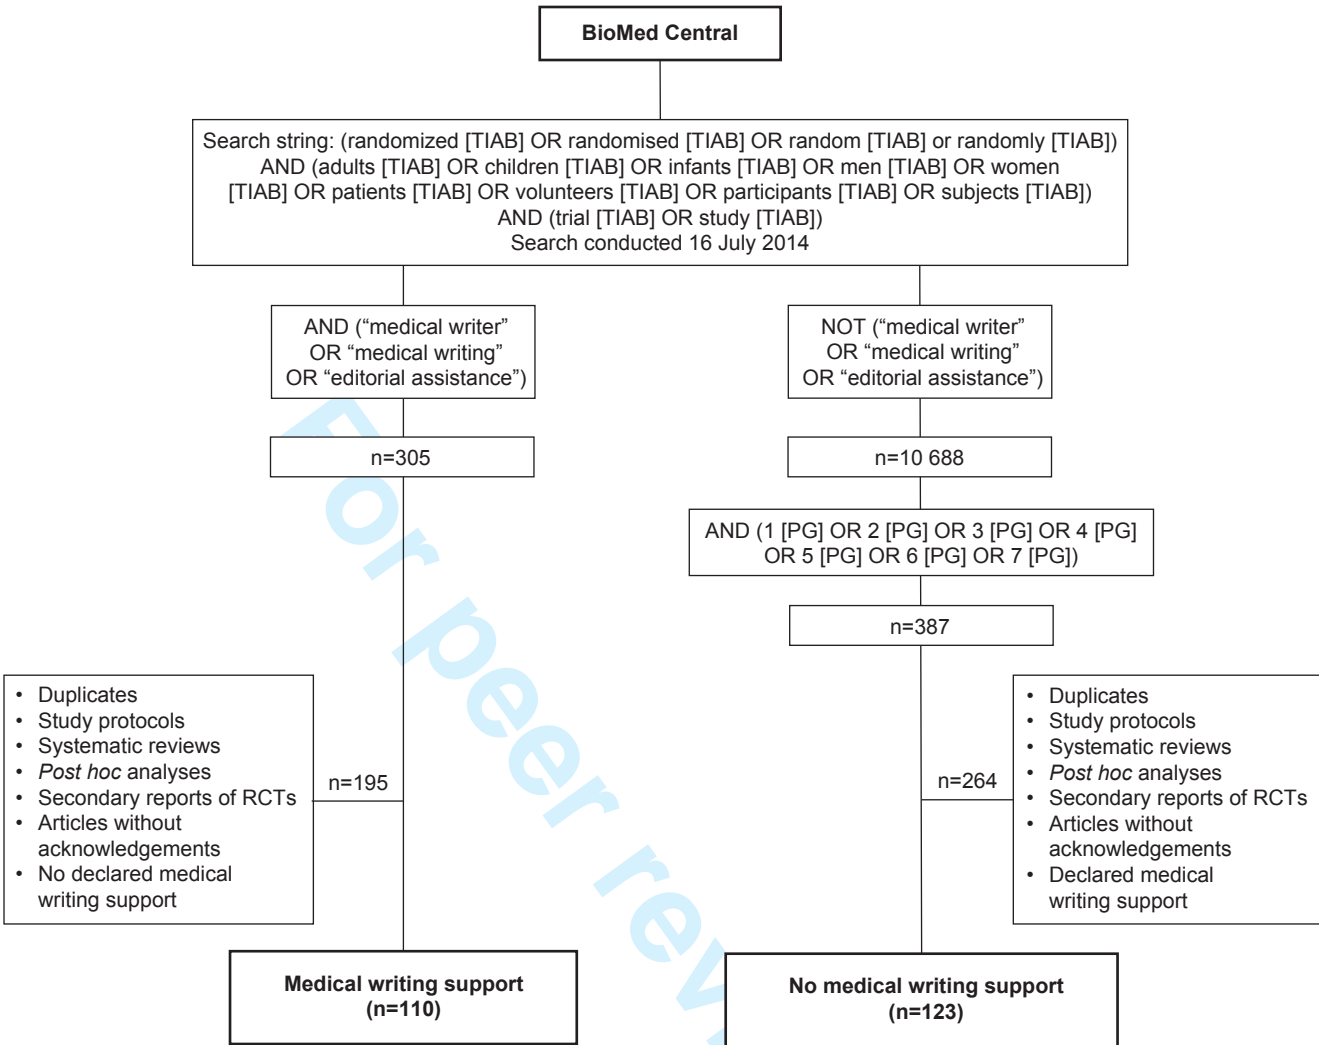 BioMed Central
Search string: (randomized [TIAB] OR randomised [TIAB] OR random [TIAB] or randomly [TIAB])
AND (adults [TIAB] OR children [TIAB] OR infants [TIAB] OR men [TIAB] OR women
[TIAB] OR patients [TIAB] OR volunteers [TIAB] OR participants [TIAB] OR subjects [TIAB])
AND (trial [TIAB] OR study [TIAB])
Search conducted 16 July 2014
AND (“medical writer”
OR “medical writing”
OR “editorial assistance”)
NOT (“medical writer”
OR “medical writing”
OR “editorial assistance”)
n=305
n=10 688
AND (1 [PG] OR 2 [PG] OR 3 [PG] OR 4 [PG]
OR 5 [PG] OR 6 [PG] OR 7 [PG])
n=387
• Duplicates
• Study protocols
• Systematic reviews
• Post hoc analyses
• Secondary reports of RCTs
• Articles without
acknowledgements
• No declared medical
writing support
n=195
n=264
• Duplicates
• Study protocols
• Systematic reviews
• Post hoc analyses
• Secondary reports of RCTs
• Articles without
acknowledgements
• Declared medical
writing support
Medical writing support
(n=110)
No medical writing support
(n=123)
For peer rev